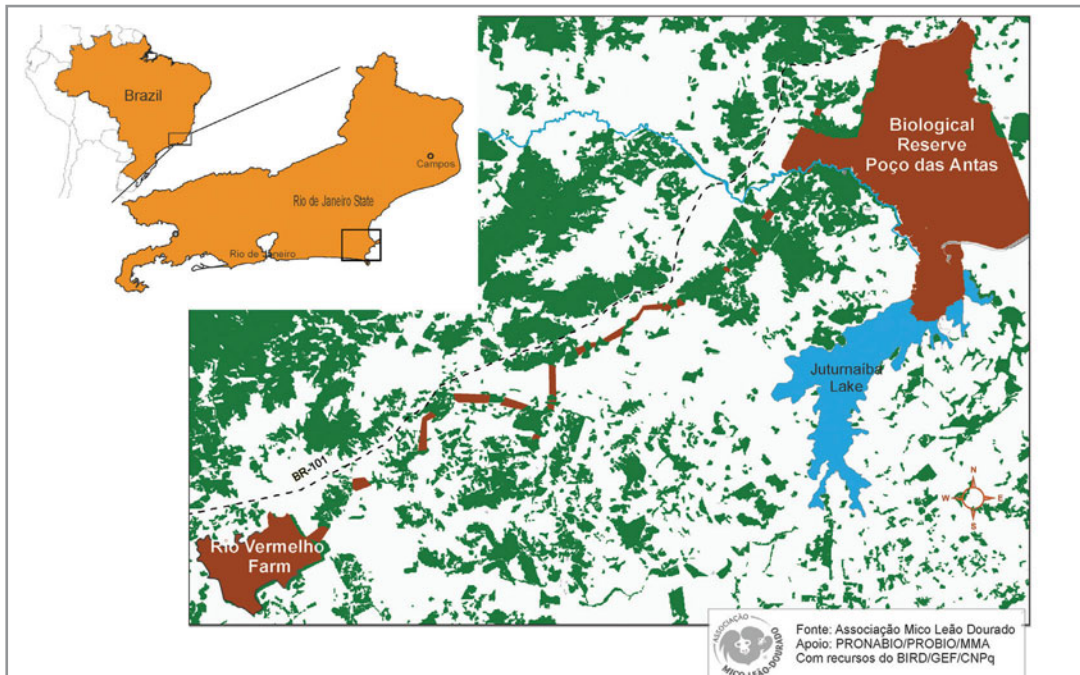 Brazil
Campos
Rio de Janeiro State
Rio de Janeiro
Biological
Reserve
Poço das Antas
Juturnaíba
Lake
BR-101
N
W E
S
Rio Vermelho
Farm
ASSOCIAÇÃO
MICO-LEÃO-DOURADO
Fonte: Associação Mico Leão Dourado
Apoio: PRONABIO/PROBIO/MMA
Com recursos do BIRD/GEF/CNPq